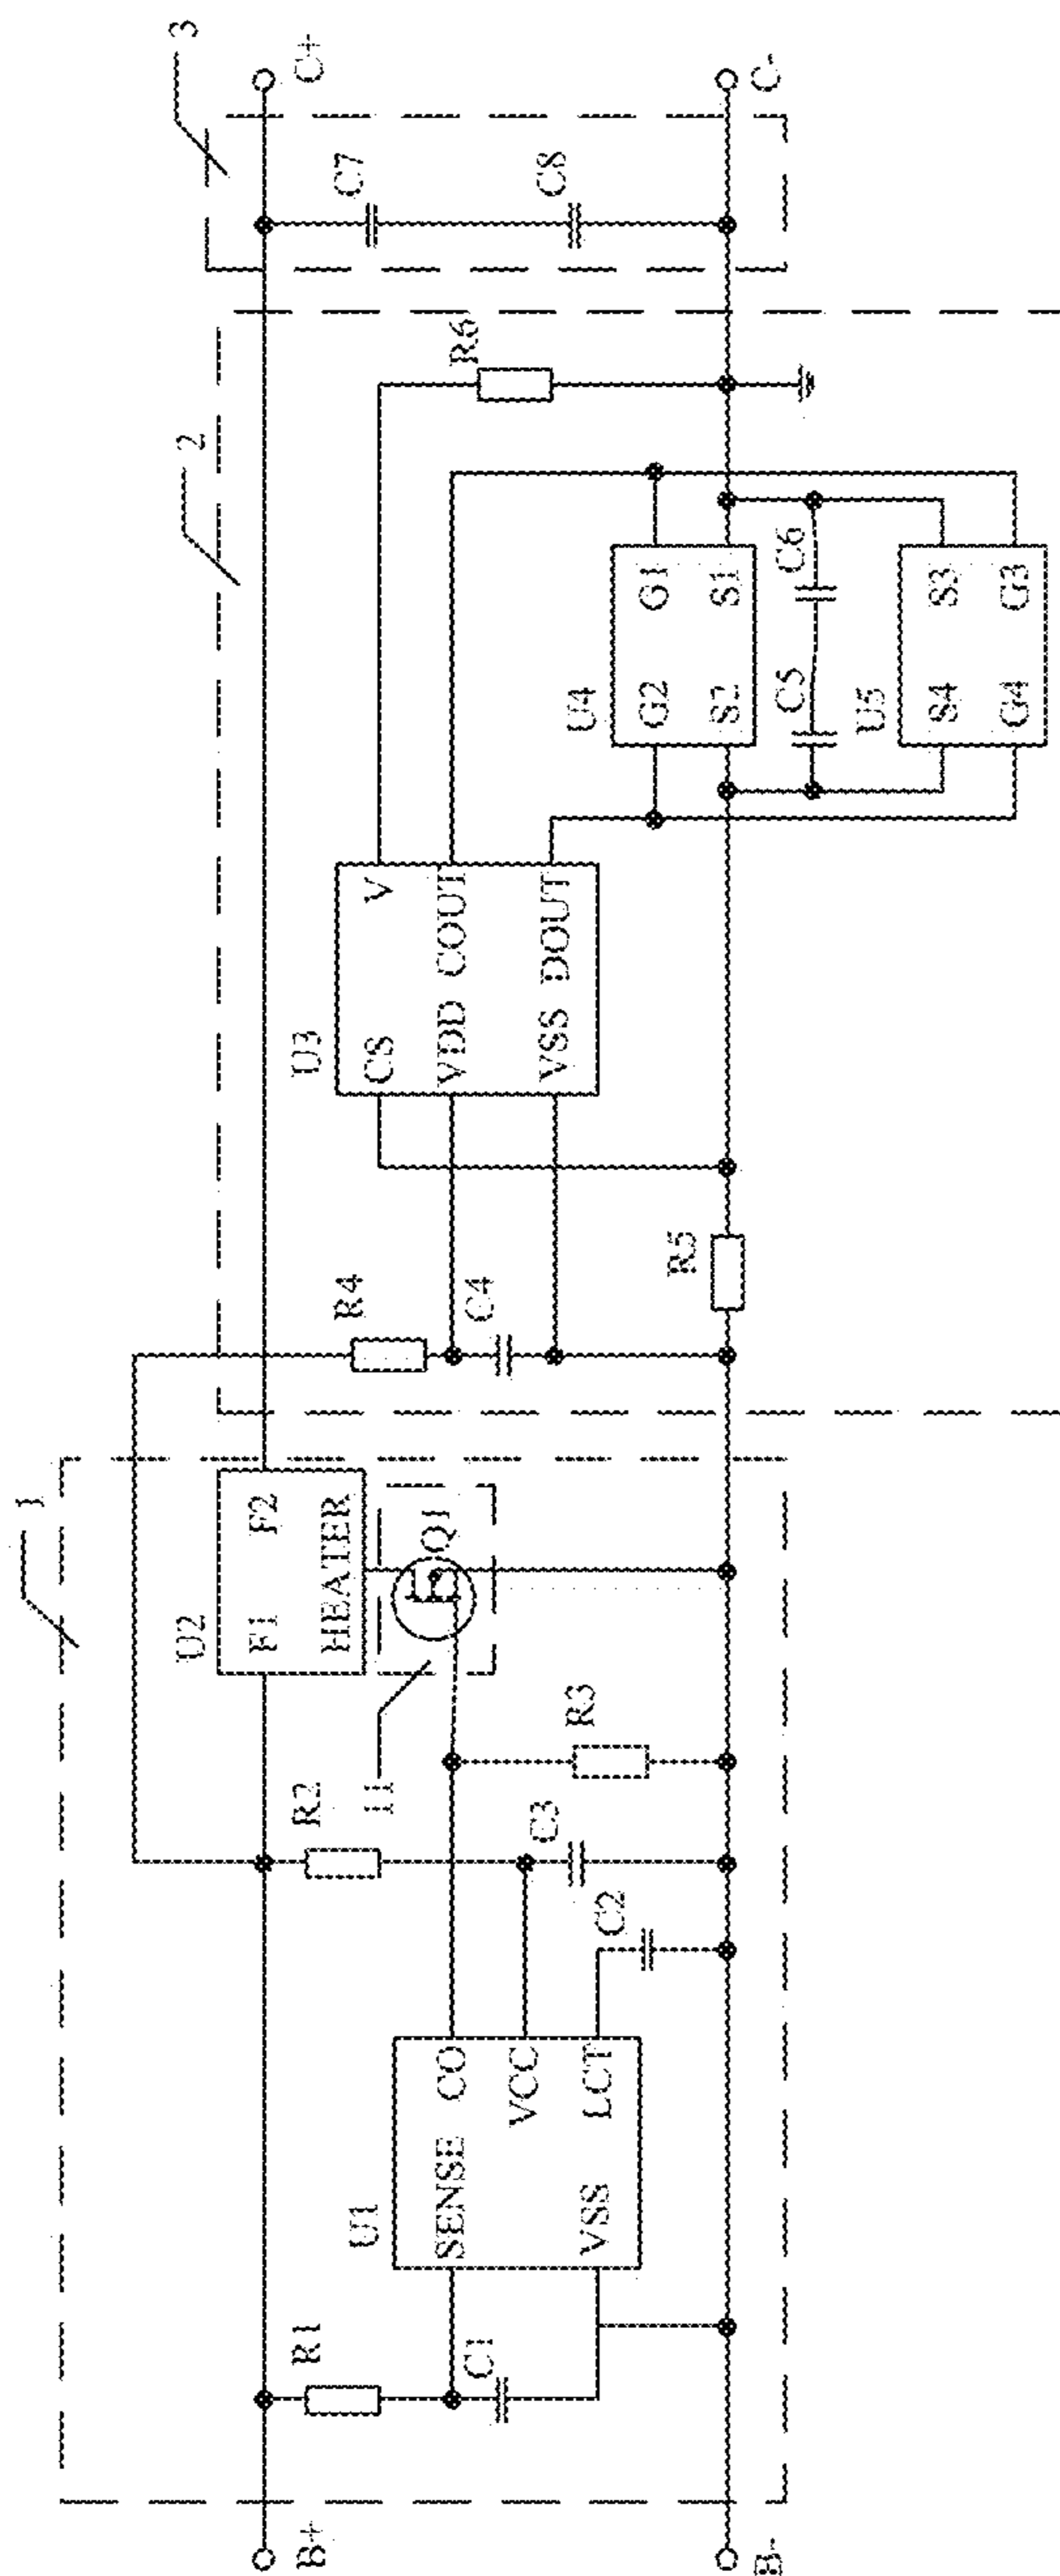 1
2
3
B+
R1
C1
U1
SENSE CO
VCC
VSS LCT
C2
R2
C3
11
R3
U2
F1 F2
HEATER
Q1
R4
C4
R5
U3
CS V
VDD COUT
VSS DOUT
U4
G2 G1
S2 S1
C5 C6
U5
S4 S3
G4 G3
R6
C7
C8
C+
C-
B-